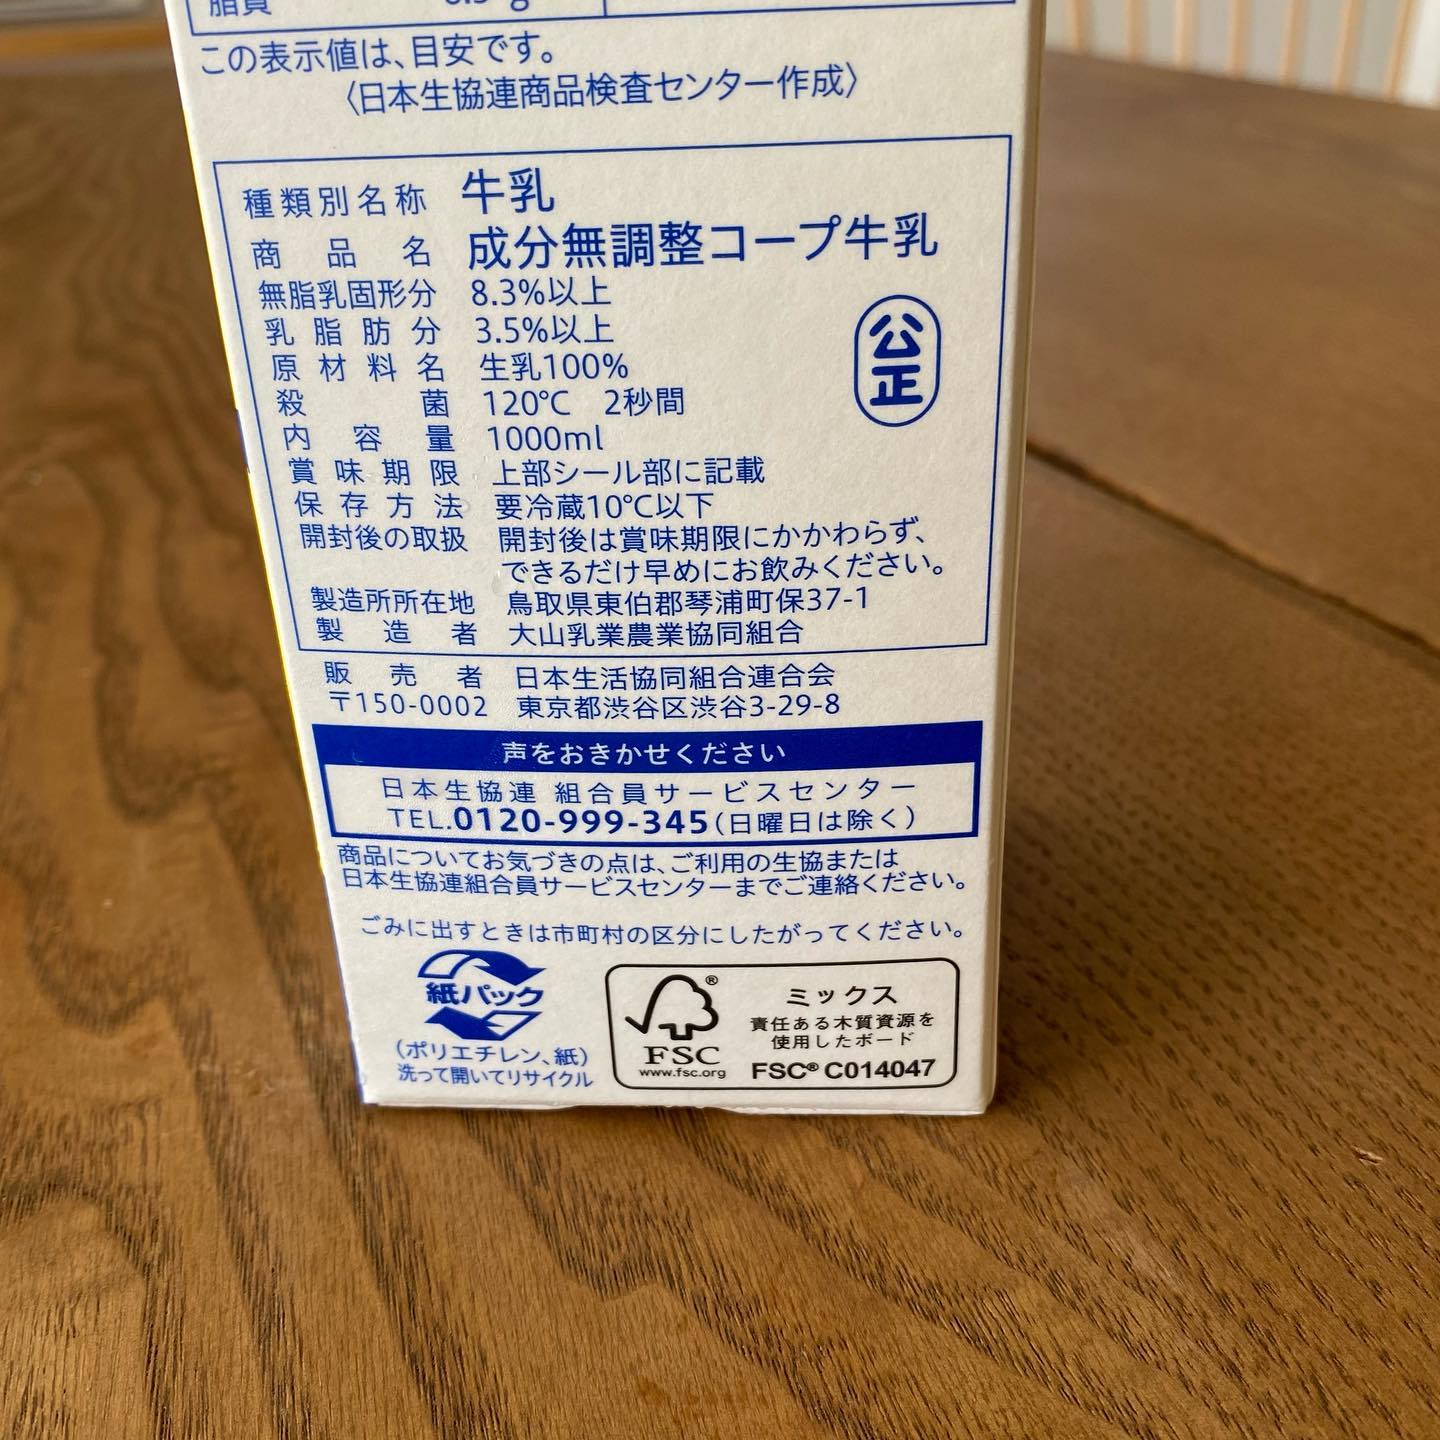 脂質
この表示値は、目安です。
〈日本生協連商品検査センター作成〉
種類別名称 牛乳
商品名 成分無調整コープ牛乳
無脂乳固形分 8.3%以上
乳脂肪分 3.5%以上
原材料名 生乳100%
殺菌 120℃ 2秒間
内容量 1000ml
賞味期限 上部シール部に記載
保存方法 要冷蔵10℃以下
開封後の取扱 開封後は賞味期限にかかわらず、
できるだけ早めにお飲みください。
製造所所在地 鳥取県東伯郡琴浦町保37-1
製造者 大山乳業農業協同組合
公正
販売者 日本生活協同組合連合会
〒150-0002 東京都渋谷区渋谷3-29-8
声をおきかせください
日本生協連 組合員サービスセンター
TEL.0120-999-345(日曜日は除く)
商品についてお気づきの点は、ご利用の生協または
日本生協連組合員サービスセンターまでご連絡ください。
ごみに出すときは市町村の区分にしたがってください。
紙パック
(ポリエチレン、紙)
洗って開いてリサイクル
®
FSC
www.fsc.org
ミックス
責任ある木質資源を
使用したボード
FSC® C014047